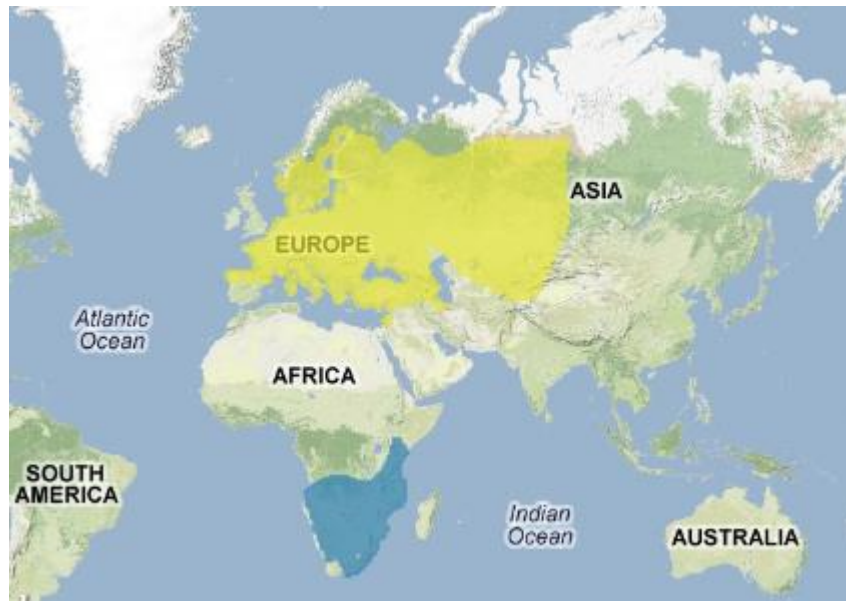 ASIA
EUROPE
Atlantic
Ocean
AFRICA
SOUTH
AMERICA
Indian
Ocean
AUSTRALIA